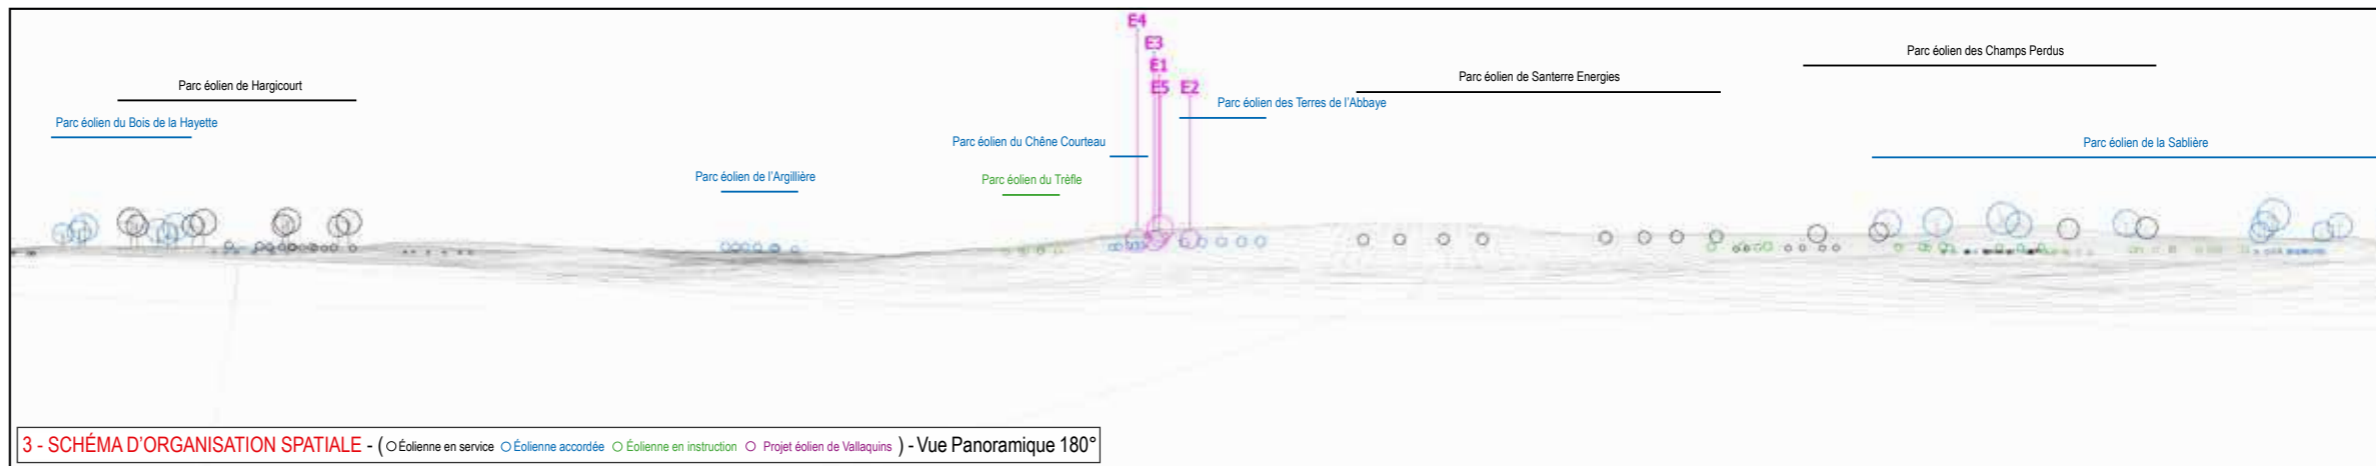 E4
E3
E1
E5 E2
Parc éolien des Champs Perdus
Parc éolien de Santerre Energies
Parc éolien de Hargicourt
Parc éolien des Terres de l'Abbaye
Parc éolien du Bois de la Hayette
Parc éolien du Chêne Courteau
Parc éolien de la Sablière
Parc éolien de l'Argillière
Parc éolien du Trèfle
3 - SCHÉMA D'ORGANISATION SPATIALE - ( Éolienne en service Éolienne accordée Éolienne en instruction Projet éolien de Vallaquins ) - Vue Panoramique 180°